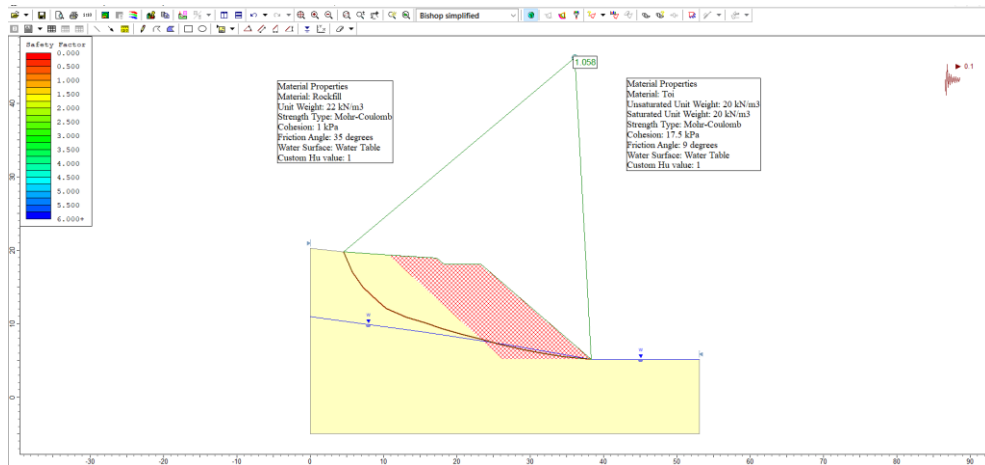 Bishop simplified
Safety Factor
0.000
0.500
1.000
1.500
2.000
2.500
3.000
3.500
4.000
4.500
5.000
5.500
6.000+
1.058
0.1
Material Properties
Material: Rockfill
Unit Weight: 22 kN/m3
Strength Type: Mohr-Coulomb
Cohesion: 1 kPa
Friction Angle: 35 degrees
Water Surface: Water Table
Custom Hu value: 1
Material Properties
Material: Toi
Unsaturated Unit Weight: 20 kN/m3
Saturated Unit Weight: 20 kN/m3
Strength Type: Mohr-Coulomb
Cohesion: 17.5 kPa
Friction Angle: 9 degrees
Water Surface: Water Table
Custom Hu value: 1
40
30
20
10
0
-30 -20 -10 0 10 20 30 40 50 60 70 80 90